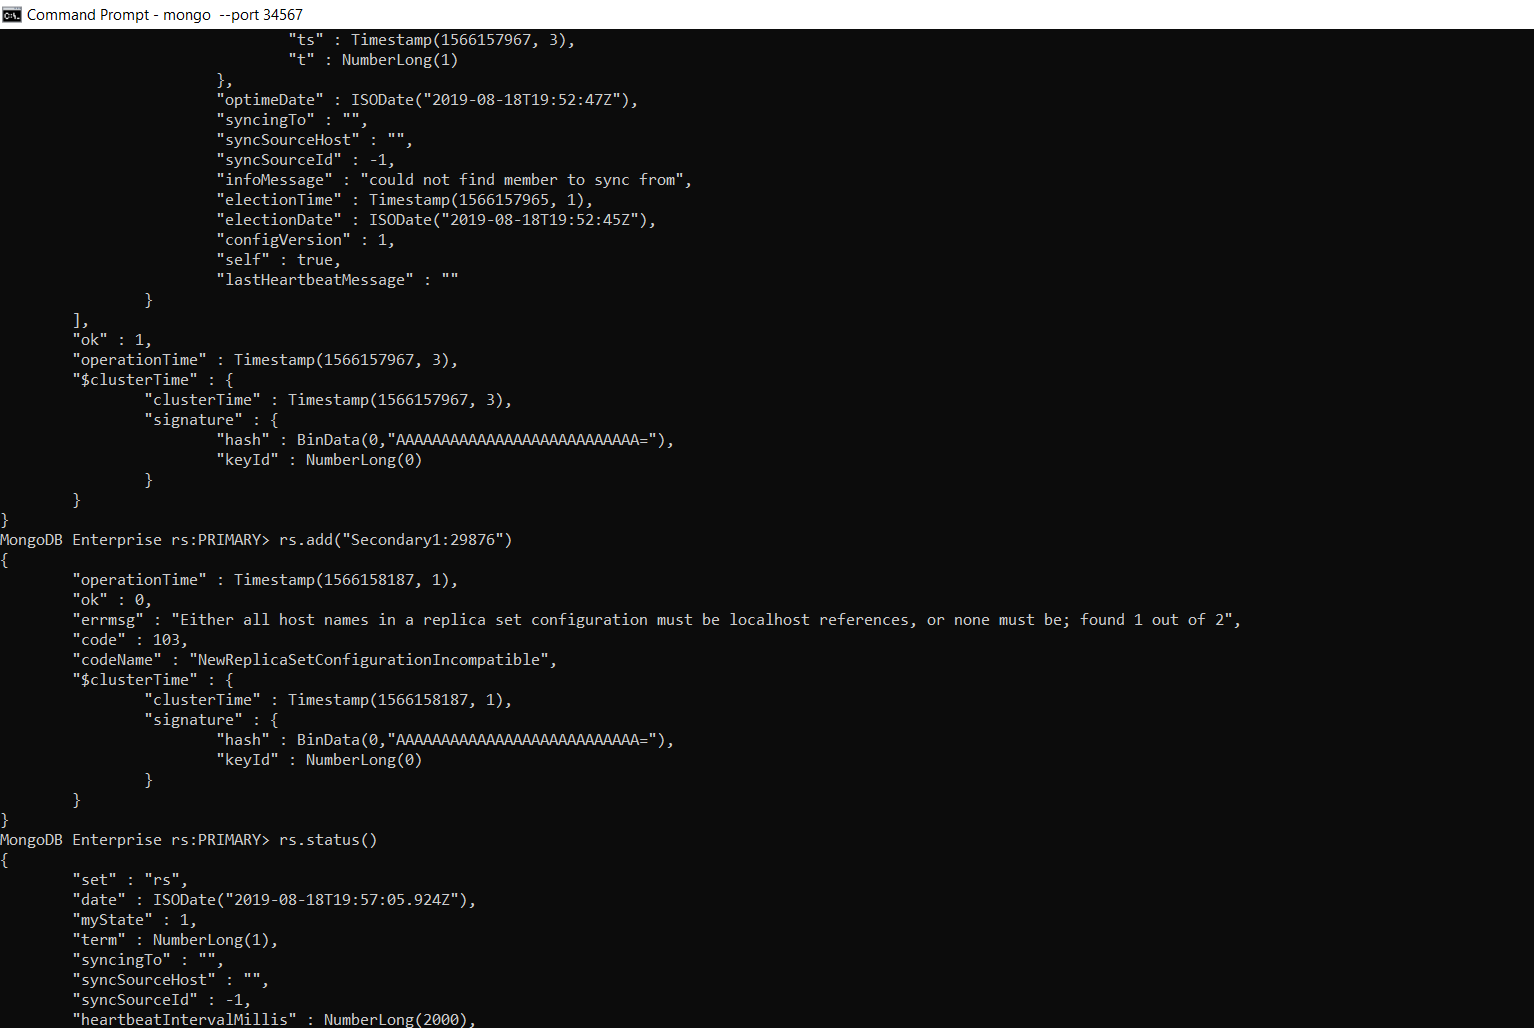 Command Prompt - mongo  --port 34567
"ts" : Timestamp(1566157967, 3),
"t" : NumberLong(1)
},
"optimeDate" : ISODate("2019-08-18T19:52:47Z"),
"syncingTo" : "",
"syncSourceHost" : "",
"syncSourceId" : -1,
"infoMessage" : "could not find member to sync from",
"electionTime" : Timestamp(1566157965, 1),
"electionDate" : ISODate("2019-08-18T19:52:45Z"),
"configVersion" : 1,
"self" : true,
"lastHeartbeatMessage" : ""
}
],
"ok" : 1,
"operationTime" : Timestamp(1566157967, 3),
"$clusterTime" : {
"clusterTime" : Timestamp(1566157967, 3),
"signature" : {
"hash" : BinData(0,"AAAAAAAAAAAAAAAAAAAAAAAAAAA="),
"keyId" : NumberLong(0)
}
}
}
MongoDB Enterprise rs:PRIMARY> rs.add("Secondary1:29876")
{
"operationTime" : Timestamp(1566158187, 1),
"ok" : 0,
"errmsg" : "Either all host names in a replica set configuration must be localhost references, or none must be; found 1 out of 2",
"code" : 103,
"codeName" : "NewReplicaSetConfigurationIncompatible",
"$clusterTime" : {
"clusterTime" : Timestamp(1566158187, 1),
"signature" : {
"hash" : BinData(0,"AAAAAAAAAAAAAAAAAAAAAAAAAAA="),
"keyId" : NumberLong(0)
}
}
}
MongoDB Enterprise rs:PRIMARY> rs.status()
{
"set" : "rs",
"date" : ISODate("2019-08-18T19:57:05.924Z"),
"myState" : 1,
"term" : NumberLong(1),
"syncingTo" : "",
"syncSourceHost" : "",
"syncSourceId" : -1,
"heartbeatIntervalMillis" : NumberLong(2000),